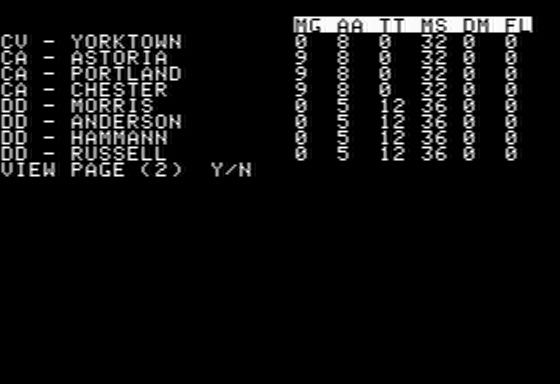 MG AA TT MS DM FL
CV - YORKTOWN 0 8 0 32 0 0
CA - ASTORIA 9 8 0 32 0 0
CA - PORTLAND 9 8 0 32 0 0
CA - CHESTER 9 8 0 32 0 0
DD - MORRIS 0 5 12 36 0 0
DD - ANDERSON 0 5 12 36 0 0
DD - HAMMANN 0 5 12 36 0 0
DD - RUSSELL 0 5 12 36 0 0
VIEW PAGE (2) Y/N